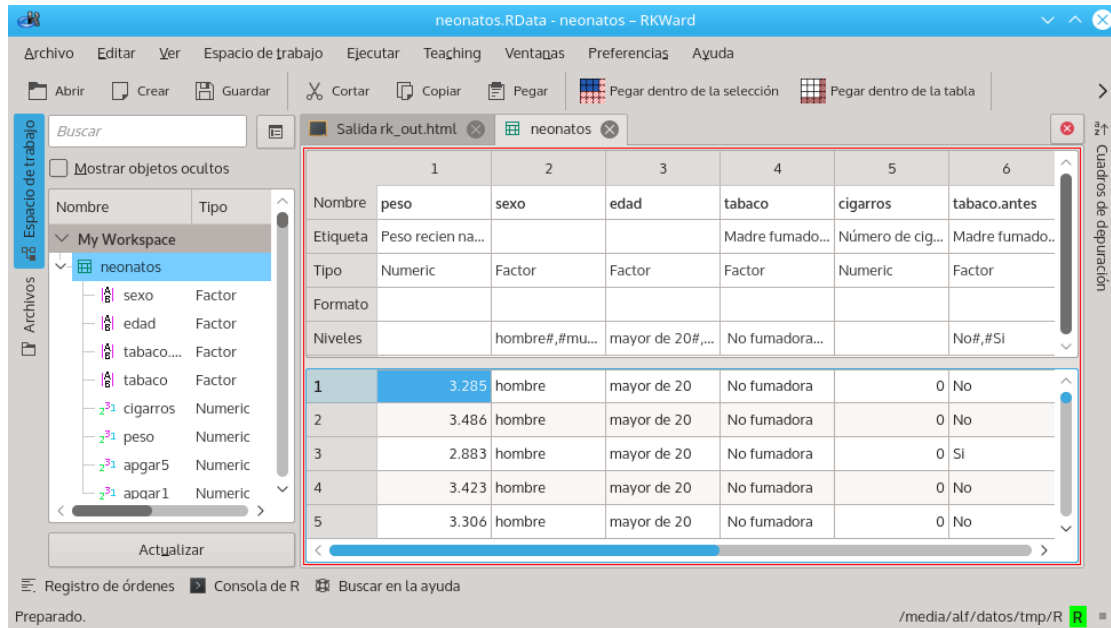 neonatos.RData - neonatos – RKWard
Archivo Editar Ver Espacio de trabajo Ejecutar Teaching Ventanas Preferencias Ayuda
Abrir Crear Guardar Cortar Copiar Pegar Pegar dentro de la selección Pegar dentro de la tabla
Espacio de trabajo
Archivos
Buscar
Mostrar objetos ocultos
Nombre Tipo
My Workspace
neonatos
sexo Factor
edad Factor
tabaco.... Factor
tabaco Factor
cigarros Numeric
peso Numeric
apgar5 Numeric
apgar1 Numeric
Actualizar
Salida rk_out.html neonatos
1 2 3 4 5 6
Nombre peso sexo edad tabaco cigarros tabaco.antes
Etiqueta Peso recien na... Madre fumado... Número de cig... Madre fumado..
Tipo Numeric Factor Factor Factor Numeric Factor
Formato
Niveles hombre#,#mu... mayor de 20#,... No fumadora... No#,#Si
1 3.285 hombre mayor de 20 No fumadora 0 No
2 3.486 hombre mayor de 20 No fumadora 0 No
3 2.883 hombre mayor de 20 No fumadora 0 Si
4 3.423 hombre mayor de 20 No fumadora 0 No
5 3.306 hombre mayor de 20 No fumadora 0 No
Cuadros de depuración
Registro de órdenes Consola de R Buscar en la ayuda
Preparado. /media/alf/datos/tmp/R R